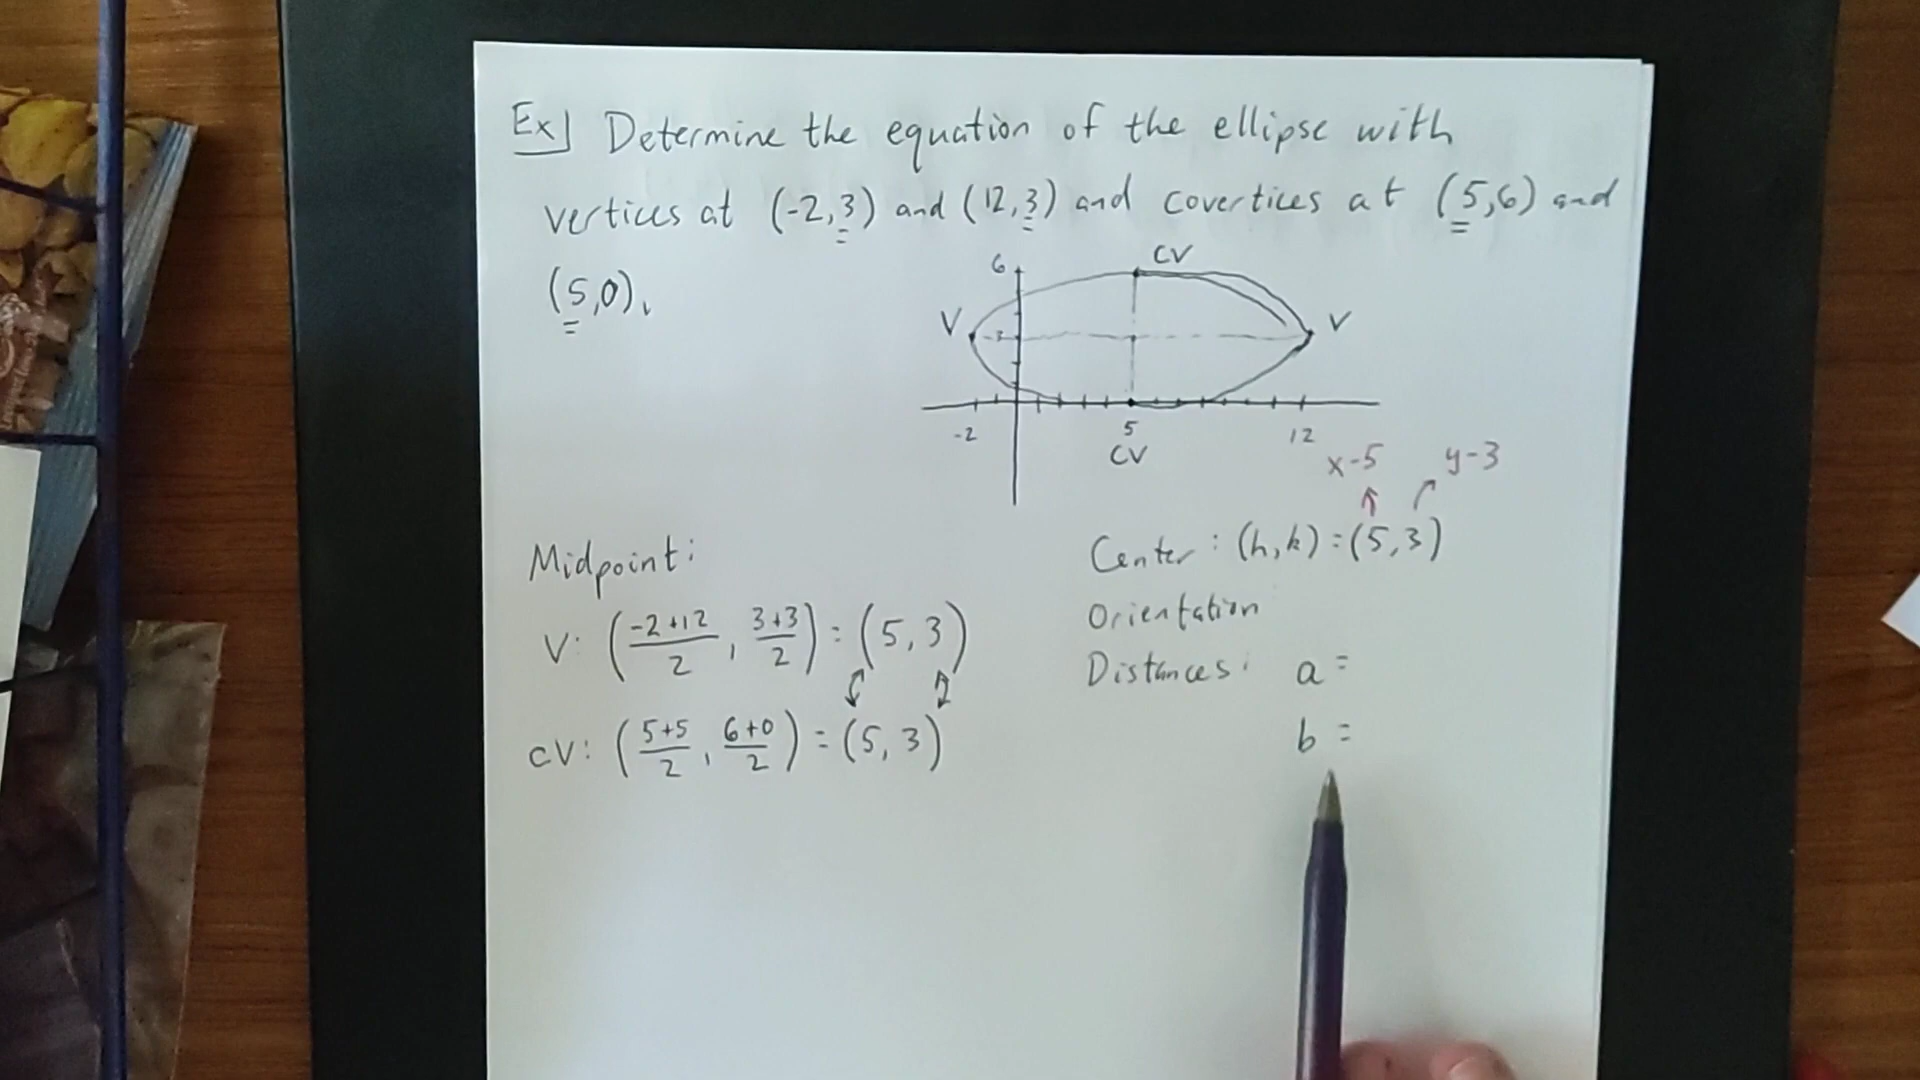 Ex] Determine the equation of the ellipse with
vertices at (-2,3) and (12,3) and covertices at (5,6) and
(5,0).
CV
6
V
3
V
-2
5
12
CV
x-5
y-3
Midpoint:
V: (-2+12/2, 3+3/2) = (5,3)
CV: (5+5/2, 6+0/2) = (5,3)
Center: (h,k) = (5,3)
Orientation
Distances: a =
b =